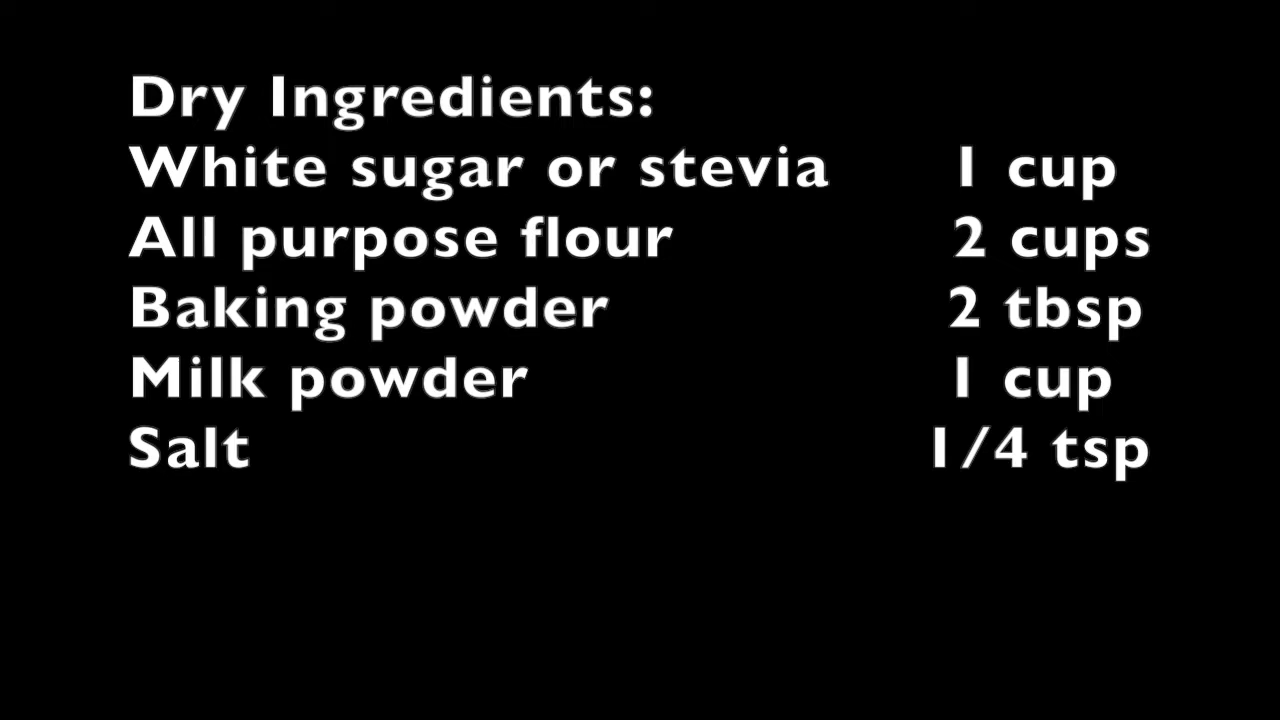 Dry Ingredients:
White sugar or stevia 1 cup
All purpose flour 2 cups
Baking powder 2 tbsp
Milk powder 1 cup
Salt 1/4 tsp